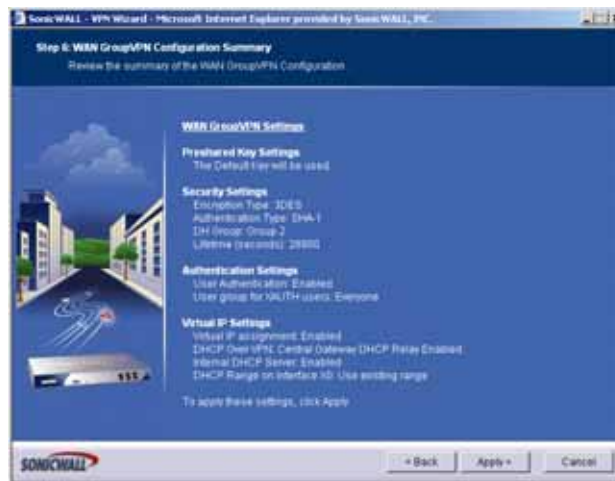 SonicWALL - VPN Wizard - Microsoft Internet Explorer provided by SonicWALL, INC.
Step 6: WAN GroupVPN Configuration Summary
Review the summary of the WAN GroupVPN Configuration
WAN GroupVPN Settings
Preshared Key Settings
The Default Key will be used.
Security Settings
Encryption Type: 3DES
Authentication Type: SHA-1
DH Group: Group 2
Lifetime (seconds): 28800
Authentication Settings
User Authentication: Enabled
User group for XAUTH users: Everyone
Virtual IP Settings
Virtual IP assignment: Enabled
DHCP Over VPN: Central Gateway DHCP Relay Enabled
Internal DHCP Server: Enabled
DHCP Range on Interface X0: Use existing range
To apply these settings, click Apply
SONICWALL
< Back
Apply >
Cancel